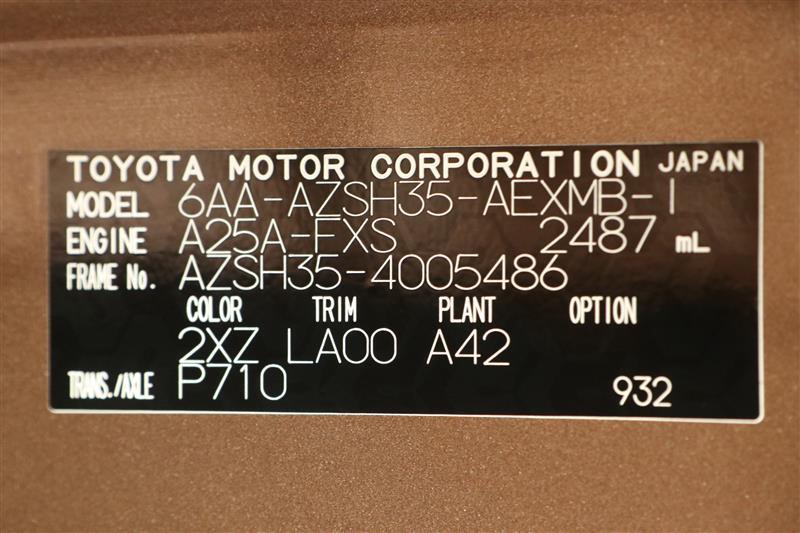 TOYOTA MOTOR CORPORATION JAPAN
MODEL 6AA-AZSH35-AEXMB-I
ENGINE A25A-FXS 2487 mL
FRAME No. AZSH35-4005486
COLOR TRIM PLANT OPTION
2XZ LA00 A42
TRANS./AXLE P710 932